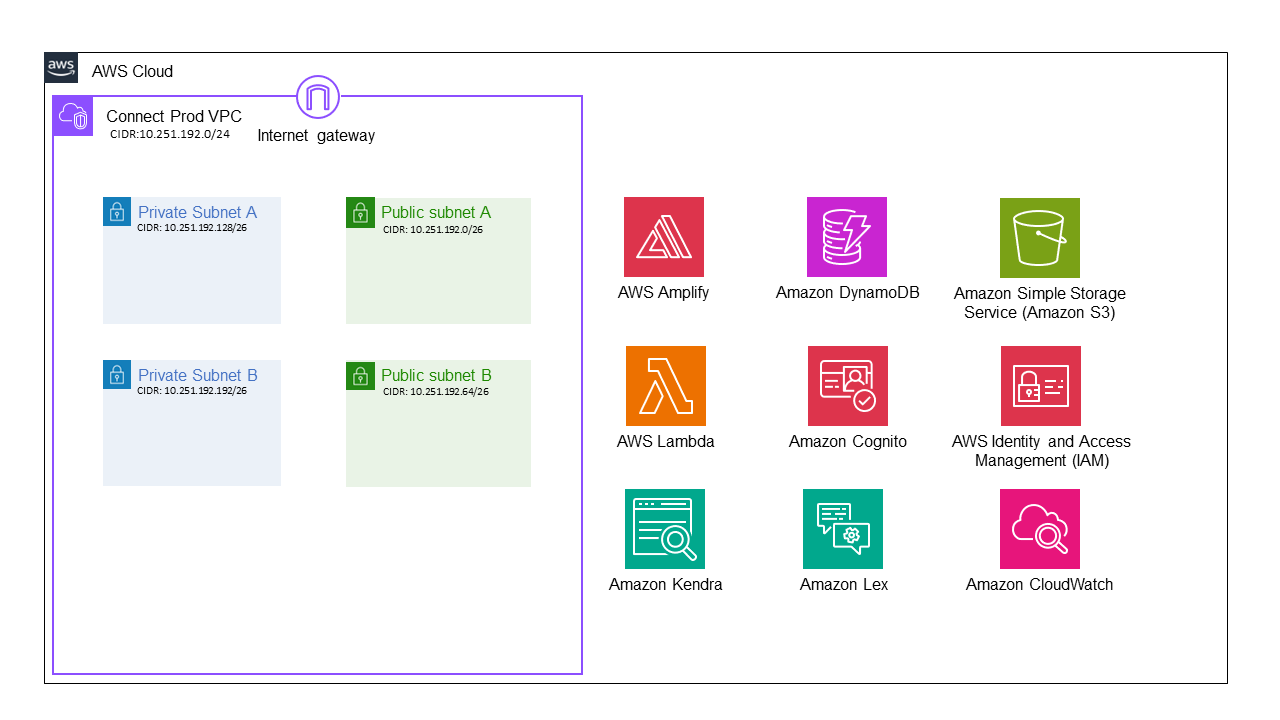 aws
AWS Cloud
Connect Prod VPC
CIDR:10.251.192.0/24
Internet gateway
Private Subnet A
CIDR: 10.251.192.128/26
Public subnet A
CIDR: 10.251.192.0/26
Private Subnet B
CIDR: 10.251.192.192/26
Public subnet B
CIDR: 10.251.192.64/26
AWS Amplify
Amazon DynamoDB
Amazon Simple Storage
Service (Amazon S3)
AWS Lambda
Amazon Cognito
AWS Identity and Access
Management (IAM)
Amazon Kendra
Amazon Lex
Amazon CloudWatch